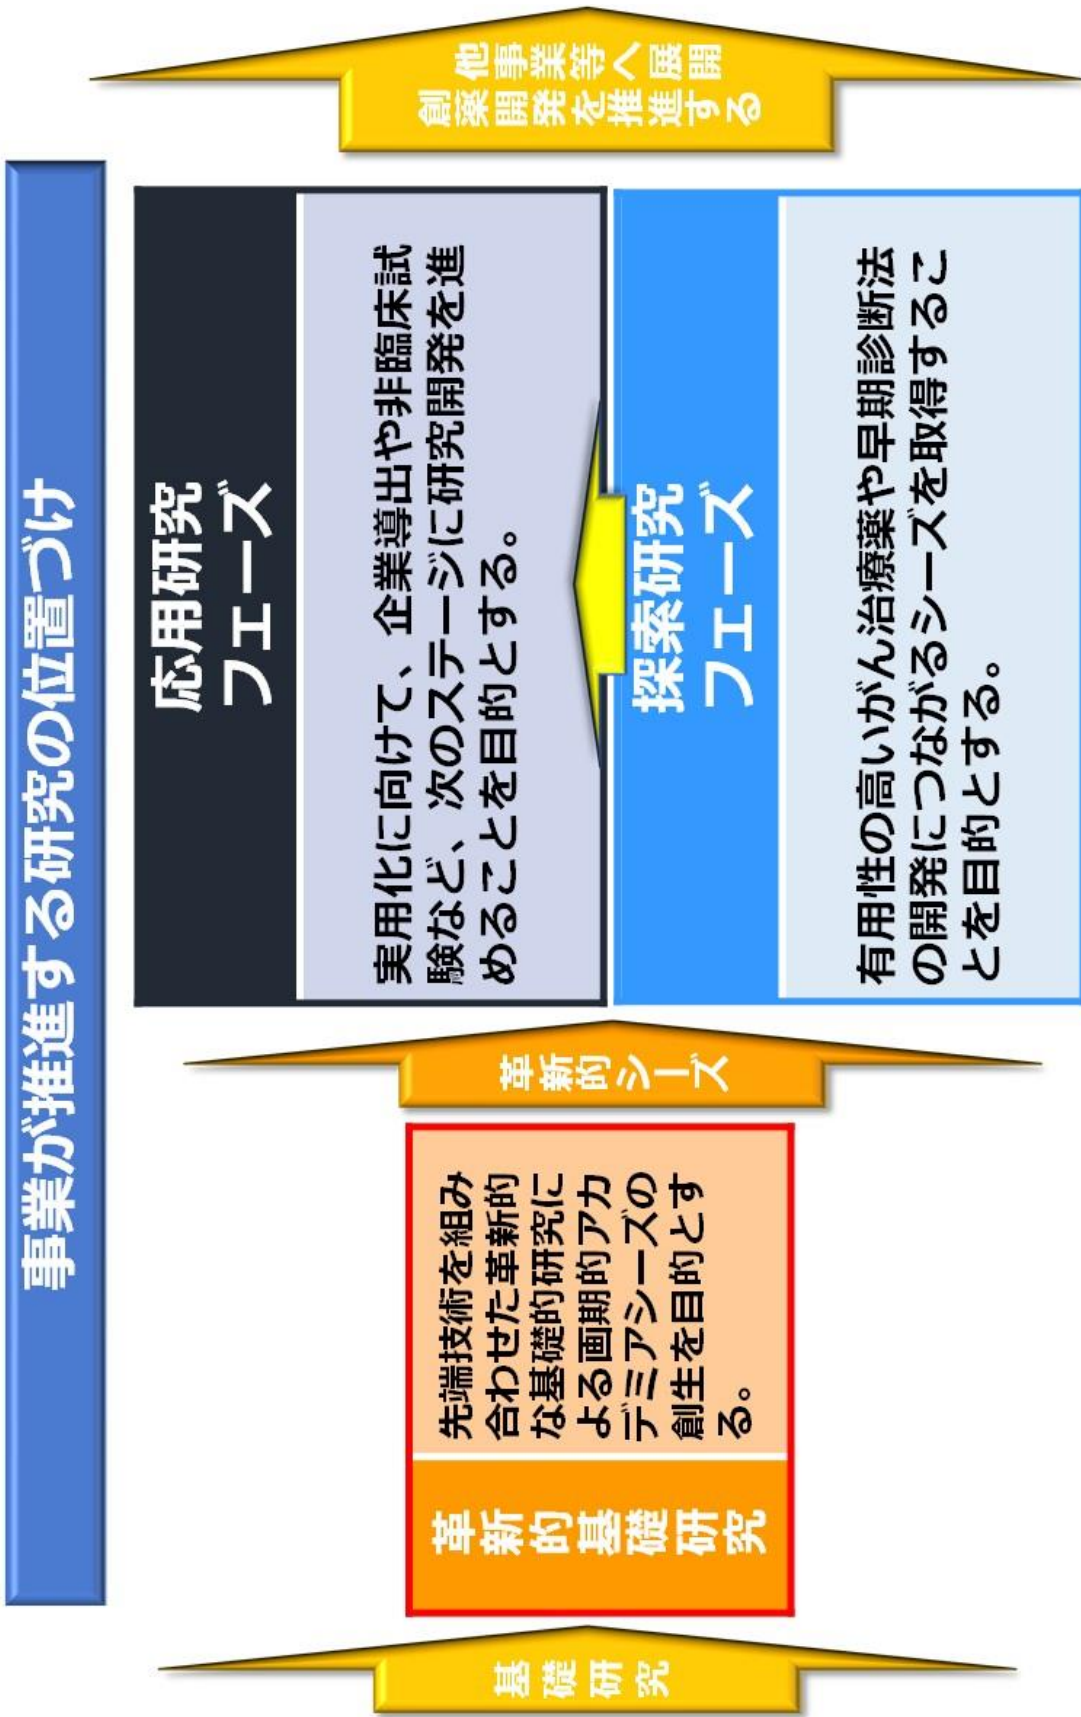 事業が推進する研究の位置づけ
基礎研究
革新的基礎研究
先端技術を組み
合わせた革新的
な基礎的研究に
よる画期的アカ
デミアシーズの
創生を目的とす
る。
革新的シーズ
応用研究
フェーズ
実用化に向けて、企業導出や非臨床試
験など、次のステージに研究開発を進
めることを目的とする。
探索研究
フェーズ
有用性の高いがん治療薬や早期診断法
の開発につながるシーズを取得するこ
とを目的とする。
他事業等へ展開
創薬開発を推進する